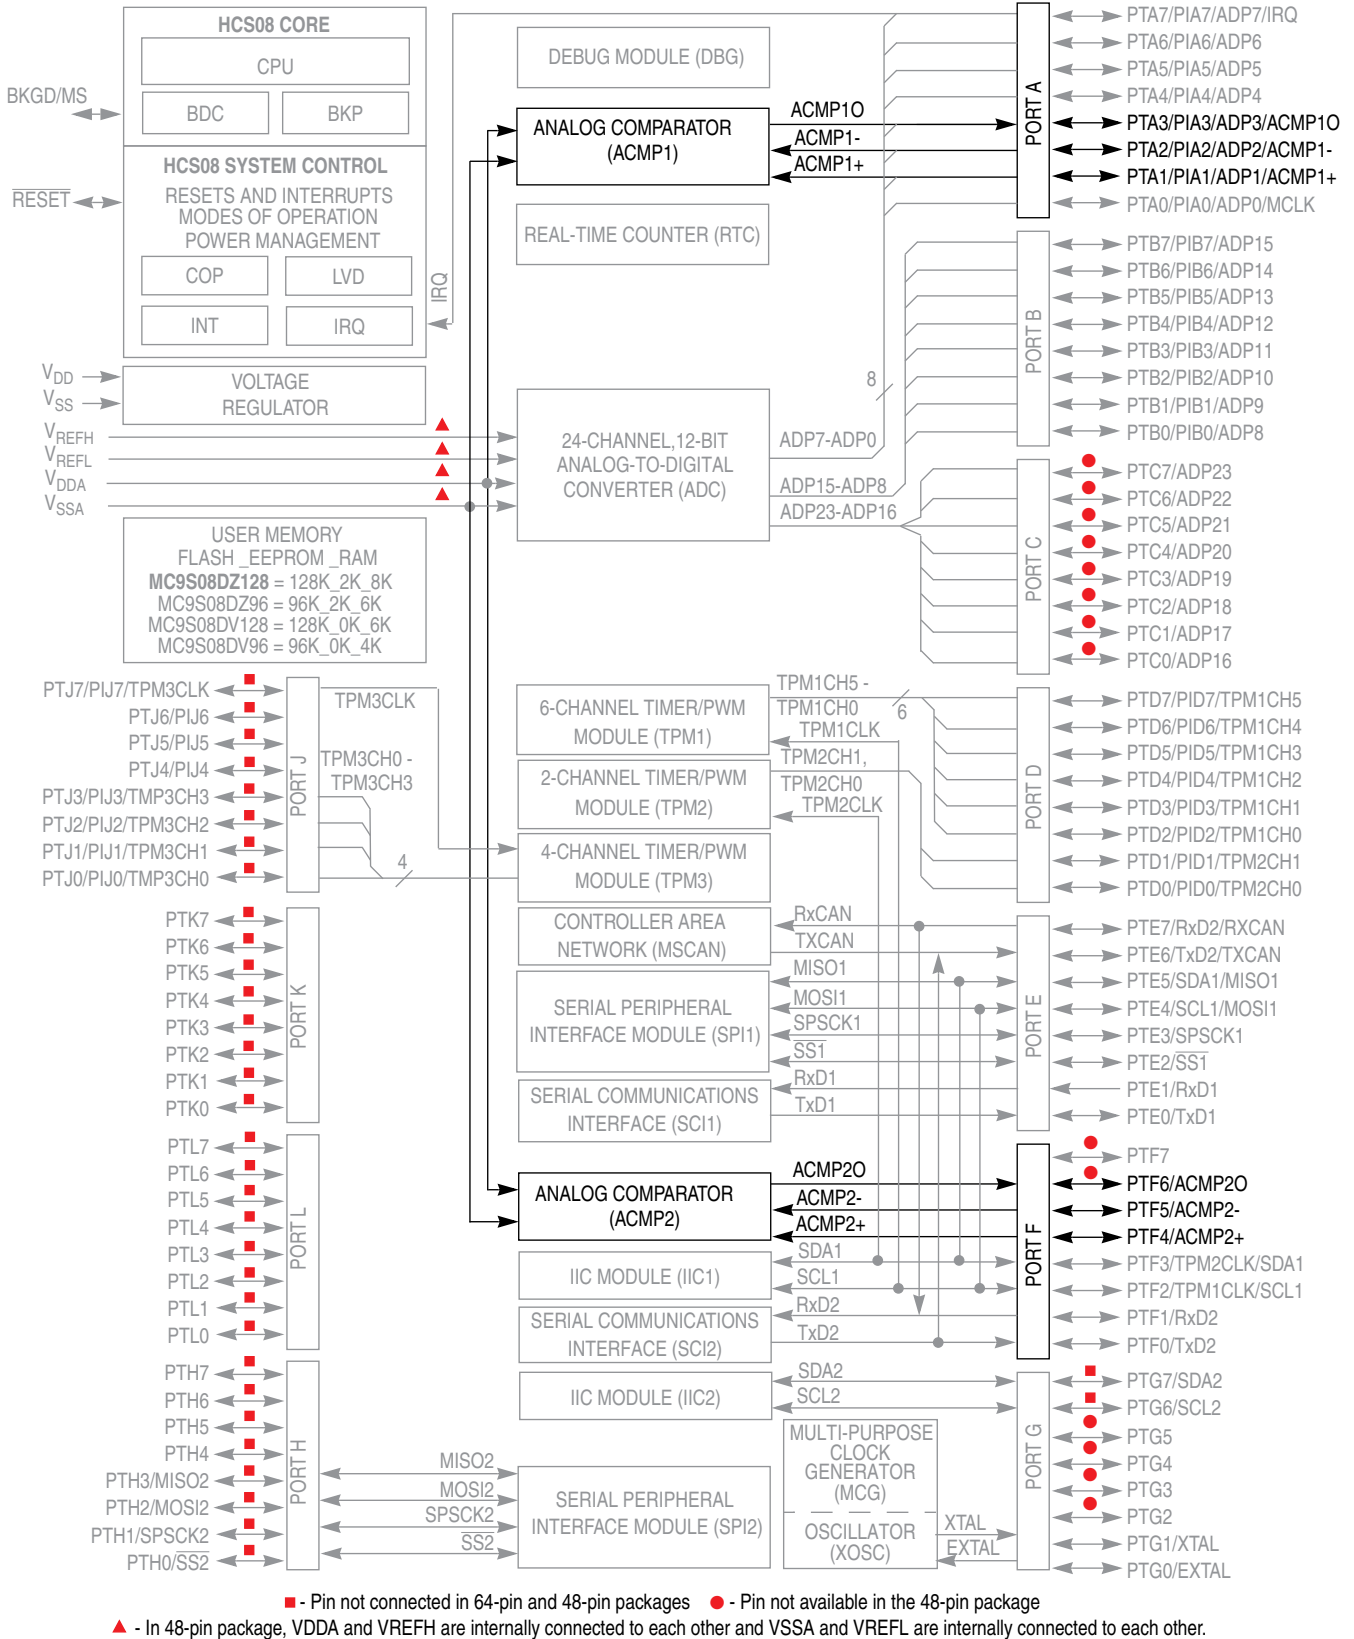 HCS08 CORE
CPU
BDC
BKP
BKGD/MS
HCS08 SYSTEM CONTROL
RESETS AND INTERRUPTS
MODES OF OPERATION
POWER MANAGEMENT
COP
LVD
INT
IRQ
RESET
IRQ
VDD
VSS
VOLTAGE
REGULATOR
VREFH
VREFL
VDDA
VSSA
USER MEMORY
FLASH _EEPROM _RAM
MC9S08DZ128 = 128K_2K_8K
MC9S08DZ96 = 96K_2K_6K
MC9S08DV128 = 128K_0K_6K
MC9S08DV96 = 96K_0K_4K
PTJ7/PIJ7/TPM3CLK
PTJ6/PIJ6
PTJ5/PIJ5
PTJ4/PIJ4
PTJ3/PIJ3/TMP3CH3
PTJ2/PIJ2/TPM3CH2
PTJ1/PIJ1/TPM3CH1
PTJ0/PIJ0/TMP3CH0
PORT J
TPM3CLK
TPM3CH0 -
TPM3CH3
4
PTK7
PTK6
PTK5
PTK4
PTK3
PTK2
PTK1
PTK0
PORT K
PTL7
PTL6
PTL5
PTL4
PTL3
PTL2
PTL1
PTL0
PORT L
PTH7
PTH6
PTH5
PTH4
PTH3/MISO2
PTH2/MOSI2
PTH1/SPSCK2
PTH0/SS2
PORT H
MISO2
MOSI2
SPSCK2
SS2
DEBUG MODULE (DBG)
ANALOG COMPARATOR
(ACMP1)
ACMP1O
ACMP1-
ACMP1+
REAL-TIME COUNTER (RTC)
24-CHANNEL,12-BIT
ANALOG-TO-DIGITAL
CONVERTER (ADC)
8
ADP7-ADP0
ADP15-ADP8
ADP23-ADP16
6-CHANNEL TIMER/PWM
MODULE (TPM1)
TPM1CH5 -
TPM1CH0
6
TPM1CLK
2-CHANNEL TIMER/PWM
MODULE (TPM2)
TPM2CH1,
TPM2CH0
TPM2CLK
4-CHANNEL TIMER/PWM
MODULE (TPM3)
CONTROLLER AREA
NETWORK (MSCAN)
RxCAN
TXCAN
SERIAL PERIPHERAL
INTERFACE MODULE (SPI1)
MISO1
MOSI1
SPSCK1
SS1
SERIAL COMMUNICATIONS
INTERFACE (SCI1)
RxD1
TxD1
ANALOG COMPARATOR
(ACMP2)
ACMP2O
ACMP2-
ACMP2+
IIC MODULE (IIC1)
SDA1
SCL1
SERIAL COMMUNICATIONS
INTERFACE (SCI2)
RxD2
TxD2
IIC MODULE (IIC2)
SDA2
SCL2
MULTI-PURPOSE
CLOCK
GENERATOR
(MCG)
OSCILLATOR
(XOSC)
XTAL
EXTAL
SERIAL PERIPHERAL
INTERFACE MODULE (SPI2)
PORT A
PTA7/PIA7/ADP7/IRQ
PTA6/PIA6/ADP6
PTA5/PIA5/ADP5
PTA4/PIA4/ADP4
PTA3/PIA3/ADP3/ACMP1O
PTA2/PIA2/ADP2/ACMP1-
PTA1/PIA1/ADP1/ACMP1+
PTA0/PIA0/ADP0/MCLK
PORT B
PTB7/PIB7/ADP15
PTB6/PIB6/ADP14
PTB5/PIB5/ADP13
PTB4/PIB4/ADP12
PTB3/PIB3/ADP11
PTB2/PIB2/ADP10
PTB1/PIB1/ADP9
PTB0/PIB0/ADP8
PORT C
PTC7/ADP23
PTC6/ADP22
PTC5/ADP21
PTC4/ADP20
PTC3/ADP19
PTC2/ADP18
PTC1/ADP17
PTC0/ADP16
PORT D
PTD7/PID7/TPM1CH5
PTD6/PID6/TPM1CH4
PTD5/PID5/TPM1CH3
PTD4/PID4/TPM1CH2
PTD3/PID3/TPM1CH1
PTD2/PID2/TPM1CH0
PTD1/PID1/TPM2CH1
PTD0/PID0/TPM2CH0
PORT E
PTE7/RxD2/RXCAN
PTE6/TxD2/TXCAN
PTE5/SDA1/MISO1
PTE4/SCL1/MOSI1
PTE3/SPSCK1
PTE2/SS1
PTE1/RxD1
PTE0/TxD1
PORT F
PTF7
PTF6/ACMP2O
PTF5/ACMP2-
PTF4/ACMP2+
PTF3/TPM2CLK/SDA1
PTF2/TPM1CLK/SCL1
PTF1/RxD2
PTF0/TxD2
PORT G
PTG7/SDA2
PTG6/SCL2
PTG5
PTG4
PTG3
PTG2
PTG1/XTAL
PTG0/EXTAL
- Pin not connected in 64-pin and 48-pin packages
- Pin not available in the 48-pin package
- In 48-pin package, VDDA and VREFH are internally connected to each other and VSSA and VREFL are internally connected to each other.